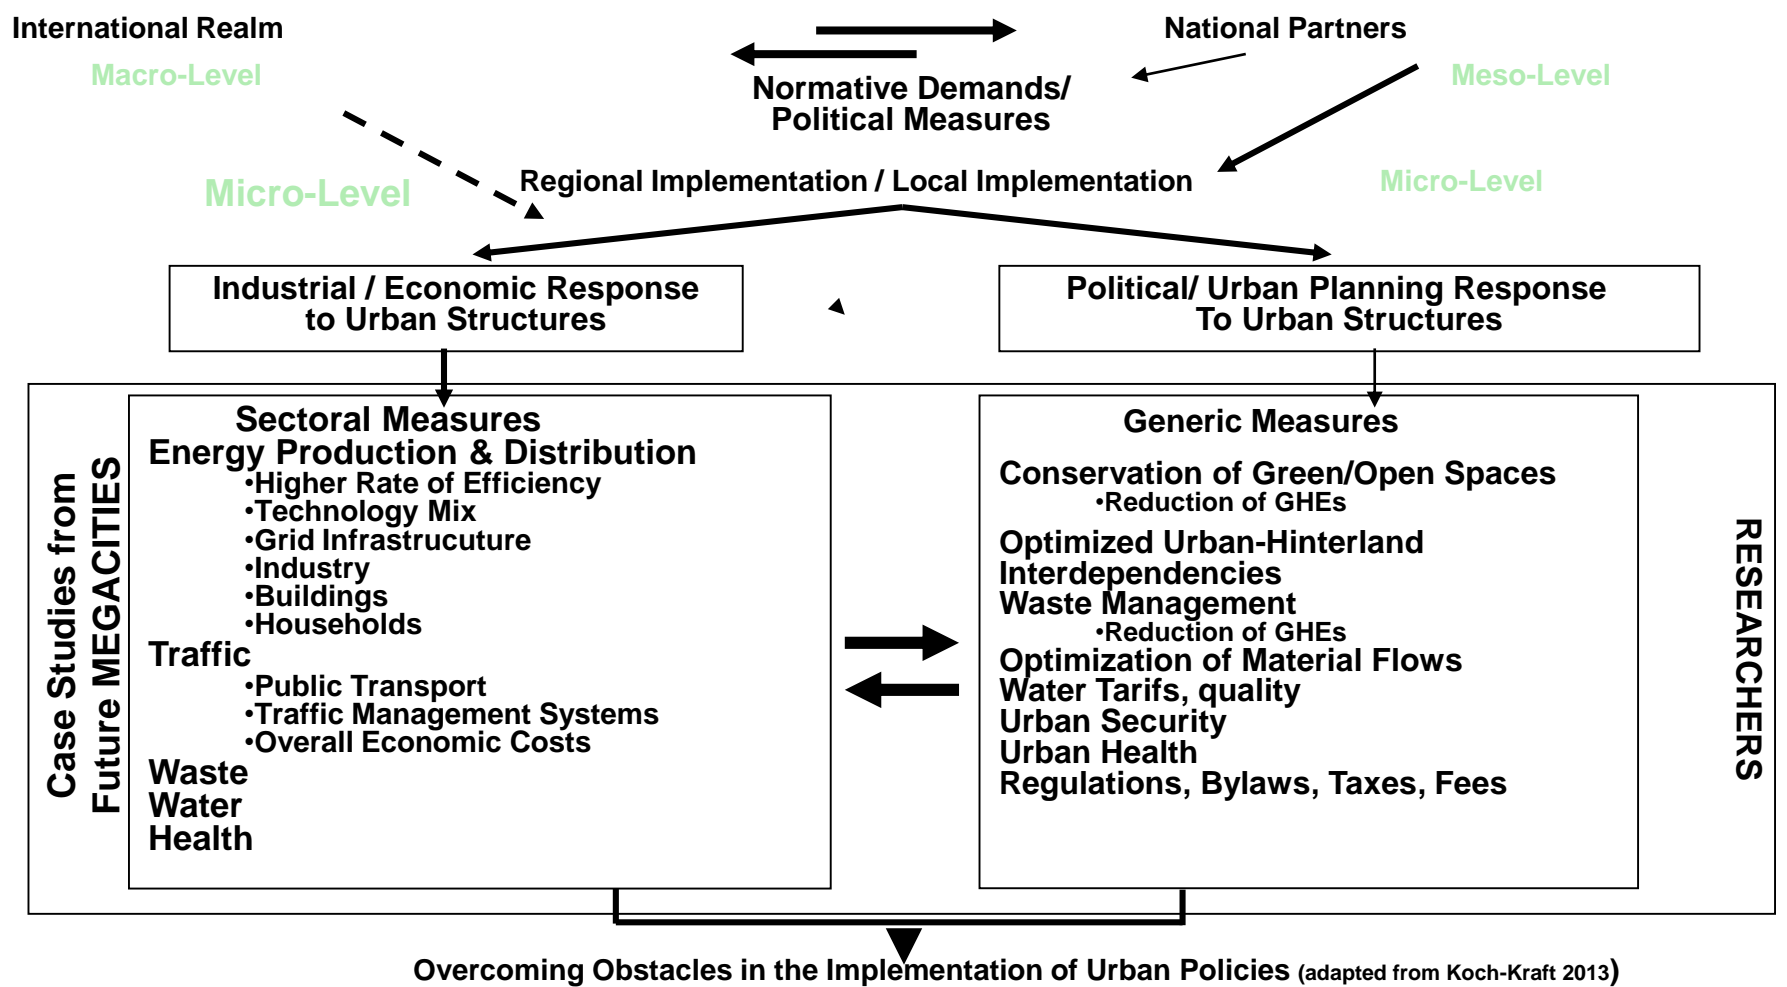 International Realm
National Partners
Macro-Level
Meso-Level
Normative Demands/
Political Measures
Regional Implementation / Local Implementation
Micro-Level
Micro-Level
Industrial / Economic Response
to Urban Structures
Political/ Urban Planning Response
To Urban Structures
Case Studies from
Future MEGACITIES
Sectoral Measures
Energy Production & Distribution
•Higher Rate of Efficiency
•Technology Mix
•Grid Infrastrucuture
•Industry
•Buildings
•Households
Traffic
•Public Transport
•Traffic Management Systems
•Overall Economic Costs
Waste
Water
Health
Generic Measures
Conservation of Green/Open Spaces
•Reduction of GHEs
Optimized Urban-Hinterland
Interdependencies
Waste Management
•Reduction of GHEs
Optimization of Material Flows
Water Tarifs, quality
Urban Security
Urban Health
Regulations, Bylaws, Taxes, Fees
RESEARCHERS
Overcoming Obstacles in the Implementation of Urban Policies (adapted from Koch-Kraft 2013)